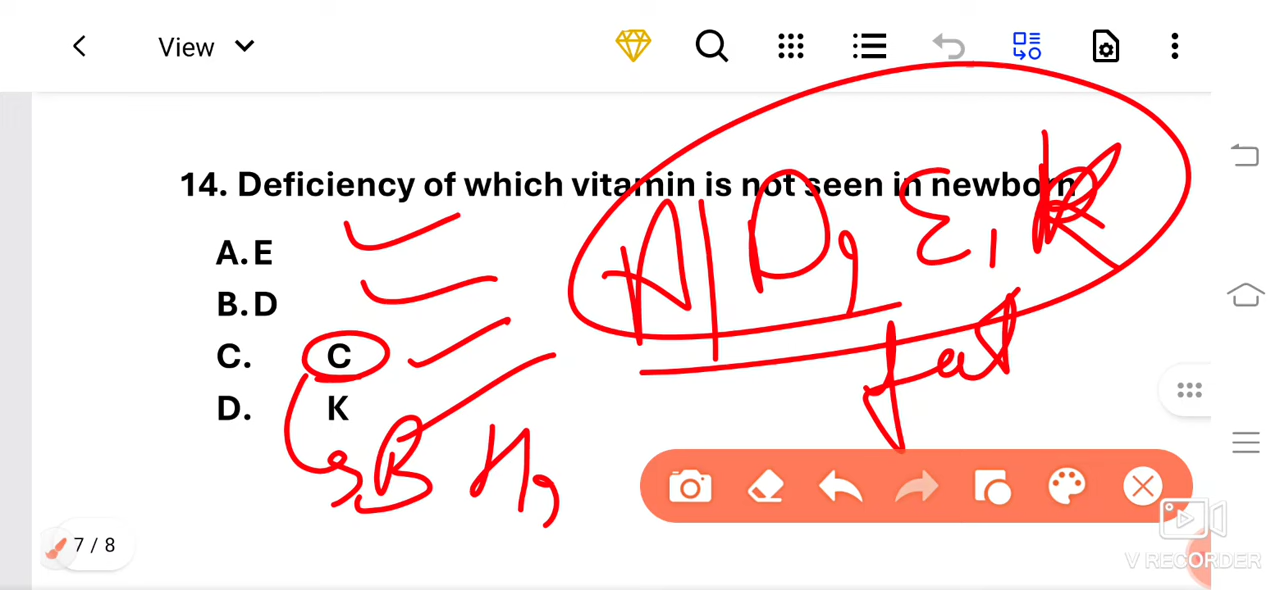 View
14. Deficiency of which vitamin is not seen in newborn
A. E
B. D
C. C
D. K
A, D, E, K
fat
B
7 / 8
V RECORDER